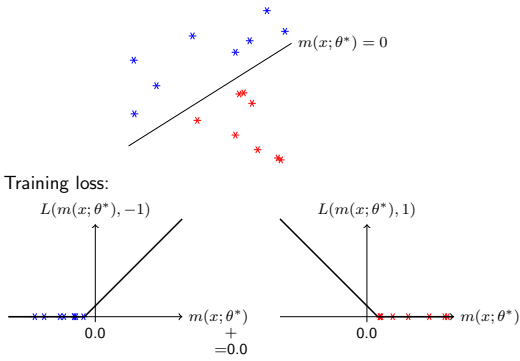 m(x; θ*) = 0
Training loss:
L(m(x; θ*), −1)
L(m(x; θ*), 1)
m(x; θ*)
m(x; θ*)
0.0
+
0.0
=0.0